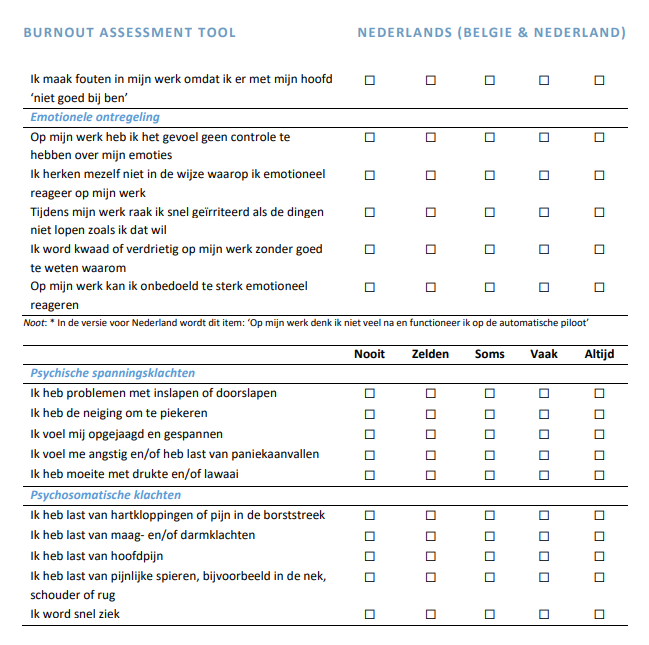 BURNOUT ASSESSMENT TOOL NEDERLANDS (BELGIE & NEDERLAND)
Ik maak fouten in mijn werk omdat ik er met mijn hoofd ☐ ☐ ☐ ☐ ☐
‘niet goed bij ben’
Emotionele ontregeling
Op mijn werk heb ik het gevoel geen controle te ☐ ☐ ☐ ☐ ☐
hebben over mijn emoties
Ik herken mezelf niet in de wijze waarop ik emotioneel ☐ ☐ ☐ ☐ ☐
reageer op mijn werk
Tijdens mijn werk raak ik snel geïrriteerd als de dingen ☐ ☐ ☐ ☐ ☐
niet lopen zoals ik dat wil
Ik word kwaad of verdrietig op mijn werk zonder goed ☐ ☐ ☐ ☐ ☐
te weten waarom
Op mijn werk kan ik onbedoeld te sterk emotioneel ☐ ☐ ☐ ☐ ☐
reageren
Noot: * In de versie voor Nederland wordt dit item: ‘Op mijn werk denk ik niet veel na en functioneer ik op de automatische piloot’
Nooit Zelden Soms Vaak Altijd
Psychische spanningsklachten
Ik heb problemen met inslapen of doorslapen ☐ ☐ ☐ ☐ ☐
Ik heb de neiging om te piekeren ☐ ☐ ☐ ☐ ☐
Ik voel mij opgejaagd en gespannen ☐ ☐ ☐ ☐ ☐
Ik voel me angstig en/of heb last van paniekaanvallen ☐ ☐ ☐ ☐ ☐
Ik heb moeite met drukte en/of lawaai ☐ ☐ ☐ ☐ ☐
Psychosomatische klachten
Ik heb last van hartkloppingen of pijn in de borststreek ☐ ☐ ☐ ☐ ☐
Ik heb last van maag- en/of darmklachten ☐ ☐ ☐ ☐ ☐
Ik heb last van hoofdpijn ☐ ☐ ☐ ☐ ☐
Ik heb last van pijnlijke spieren, bijvoorbeeld in de nek, ☐ ☐ ☐ ☐ ☐
schouder of rug
Ik word snel ziek ☐ ☐ ☐ ☐ ☐